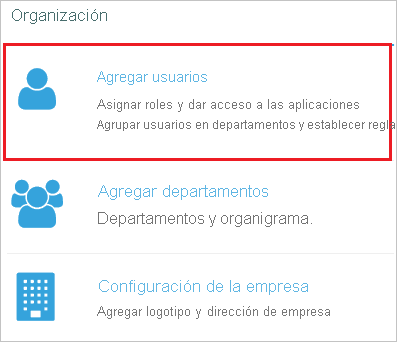 Organización
Agregar usuarios
Asignar roles y dar acceso a las aplicaciones
Agrupar usuarios en departamentos y establecer regla
Agregar departamentos
Departamentos y organigrama.
Configuración de la empresa
Agregar logotipo y dirección de empresa